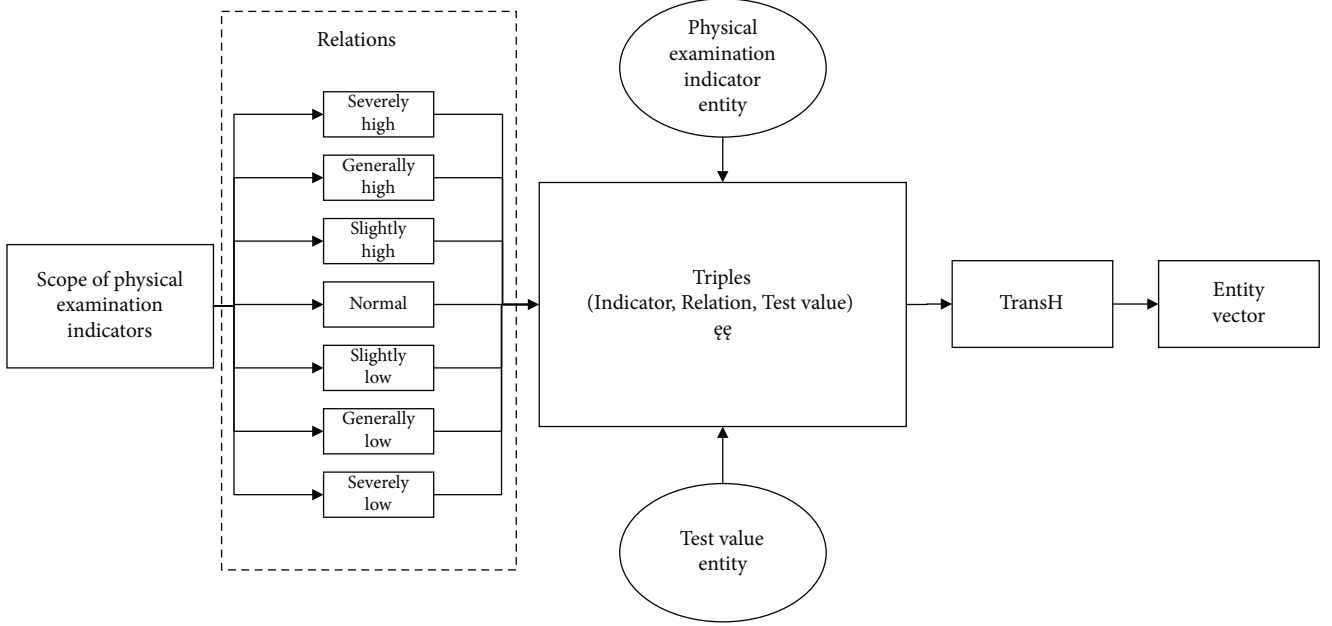 Relations
Severely
high
Generally
high
Slightly
high
Normal
Slightly
low
Generally
low
Severely
low
Scope of physical
examination
indicators
Physical
examination
indicator
entity
Triples
(Indicator, Relation, Test value)
ęę
Test value
entity
TransH
Entity
vector